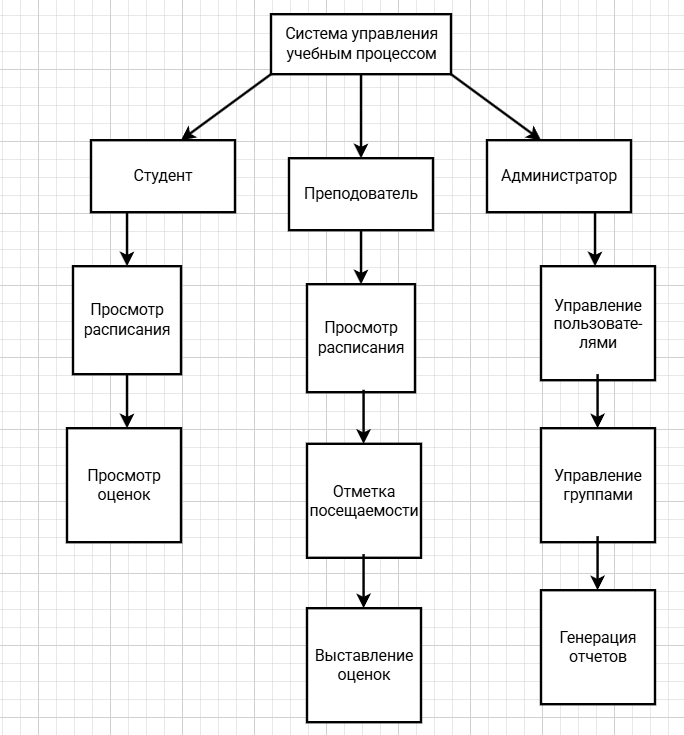 Система управления
учебным процессом
Студент
Преподователь
Администратор
Просмотр
расписания
Просмотр
расписания
Управление
пользовате-
лями
Просмотр
оценок
Отметка
посещаемости
Управление
группами
Выставление
оценок
Генерация
отчетов